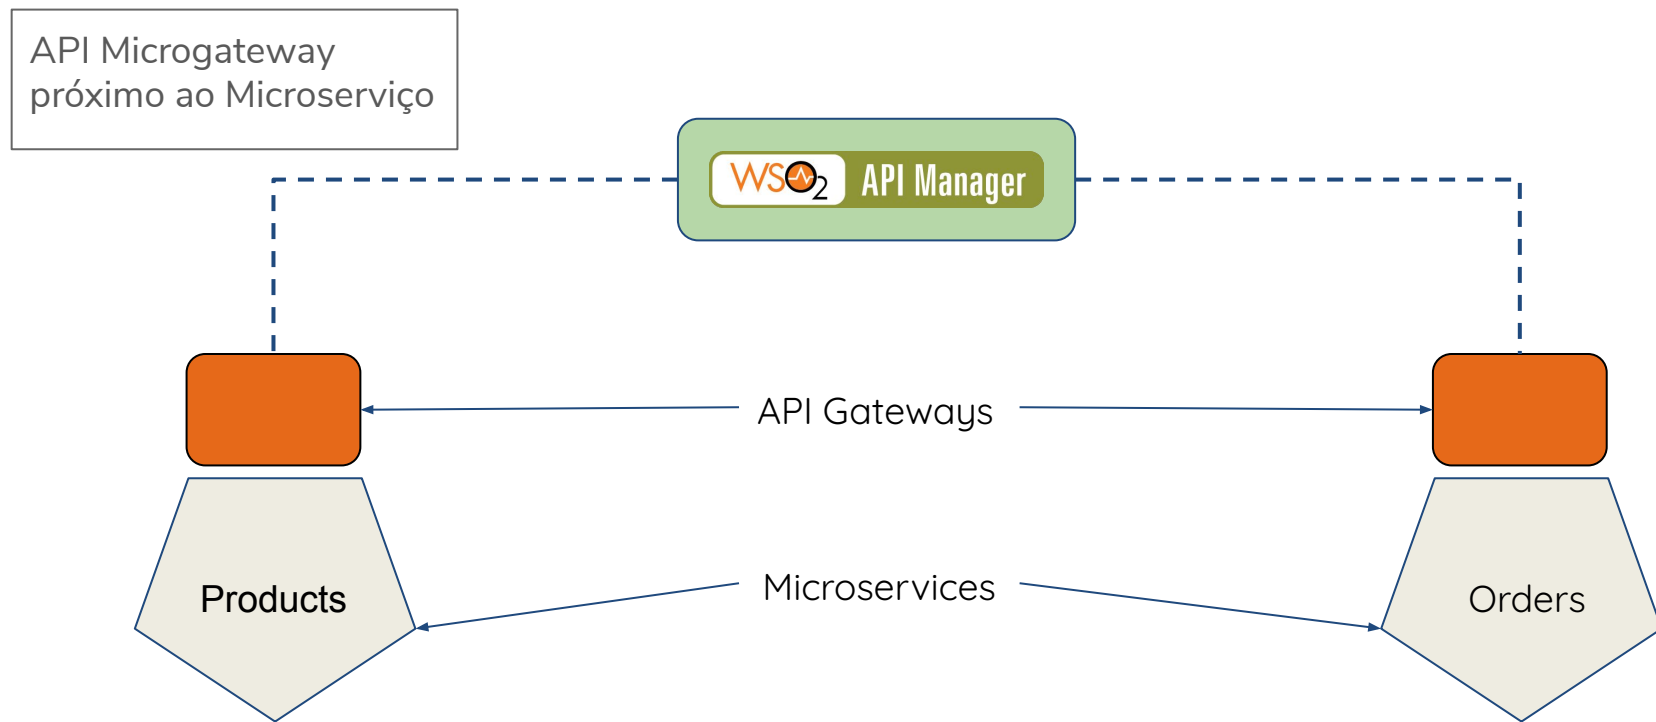 API Microgateway
próximo ao Microserviço
WSO2 API Manager
API Gateways
Microservices
Products
Orders